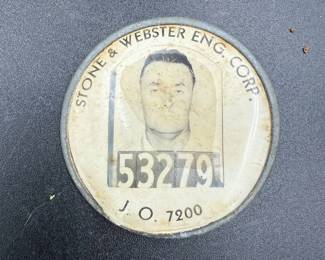 STONE & WEBSTER ENG. CORP.
53279
J. O. 7200